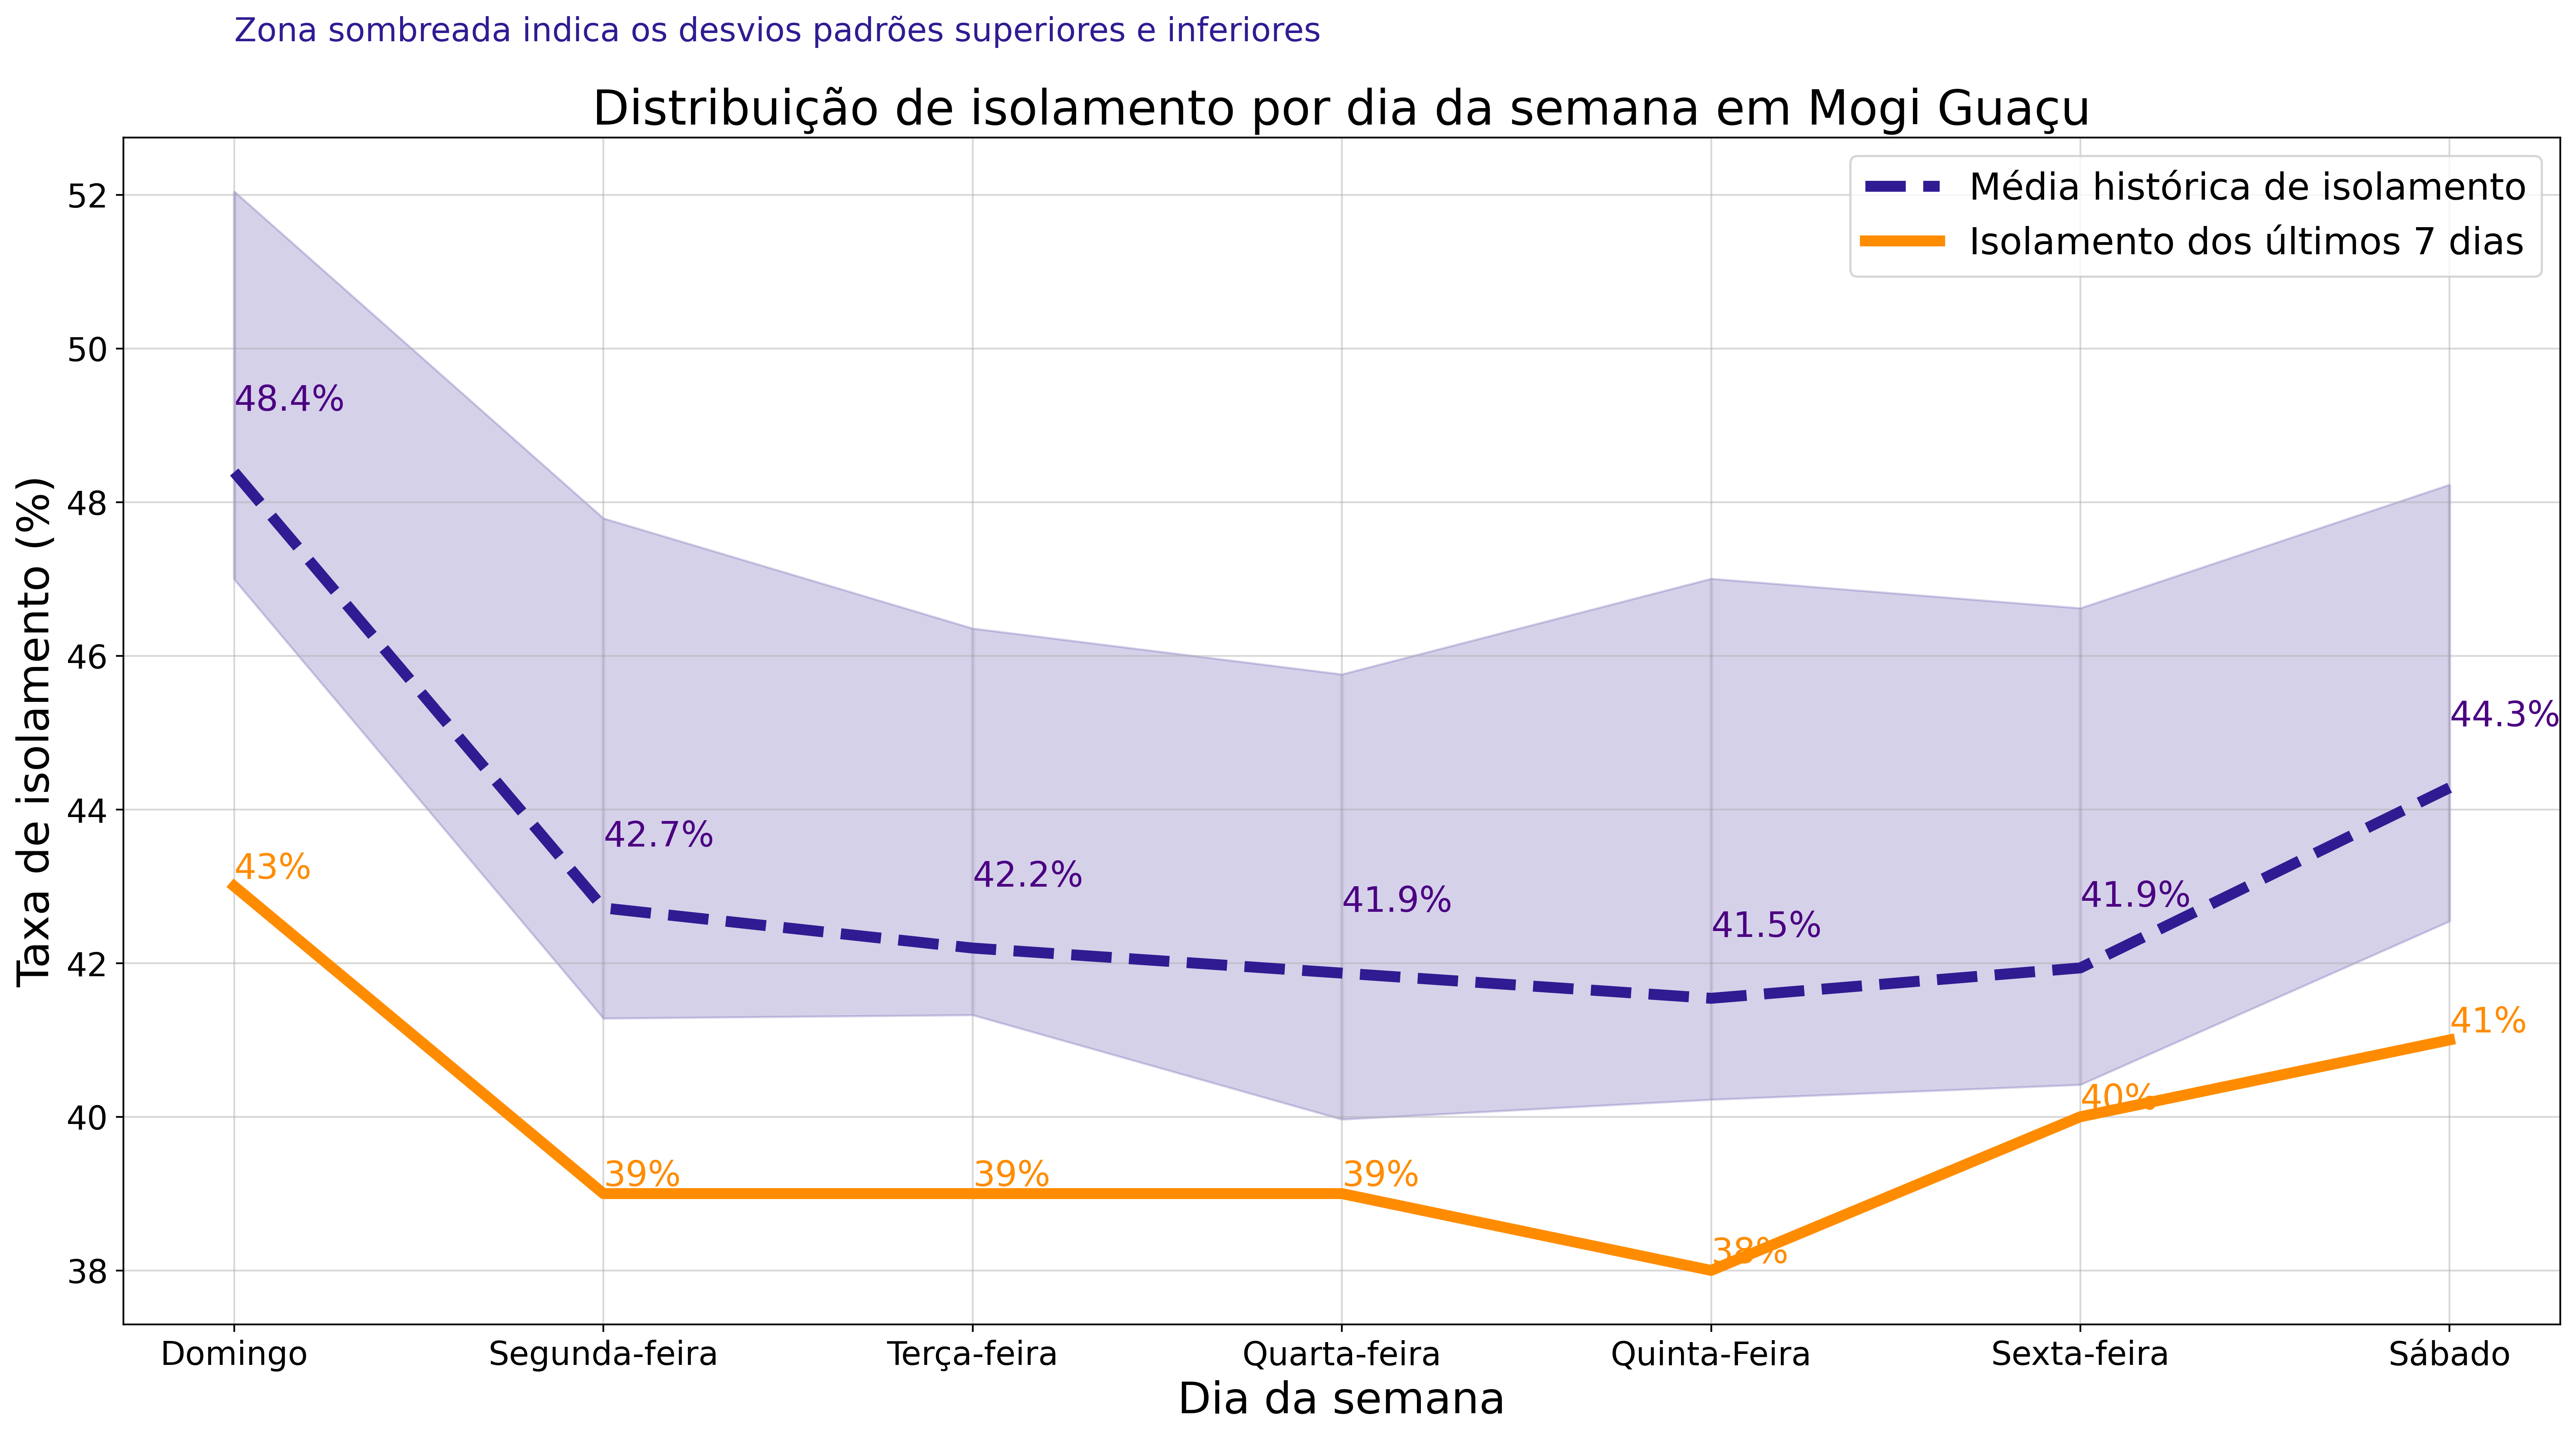 Zona sombreada indica os desvios padrões superiores e inferiores
Distribuição de isolamento por dia da semana em Mogi Guaçu
Média histórica de isolamento
Isolamento dos últimos 7 dias
Taxa de isolamento (%)
52
50
48
46
44
42
40
38
48.4%
42.7%
42.2%
41.9%
41.5%
41.9%
44.3%
43%
39%
39%
39%
38%
40%
41%
Domingo
Segunda-feira
Terça-feira
Quarta-feira
Quinta-Feira
Sexta-feira
Sábado
Dia da semana